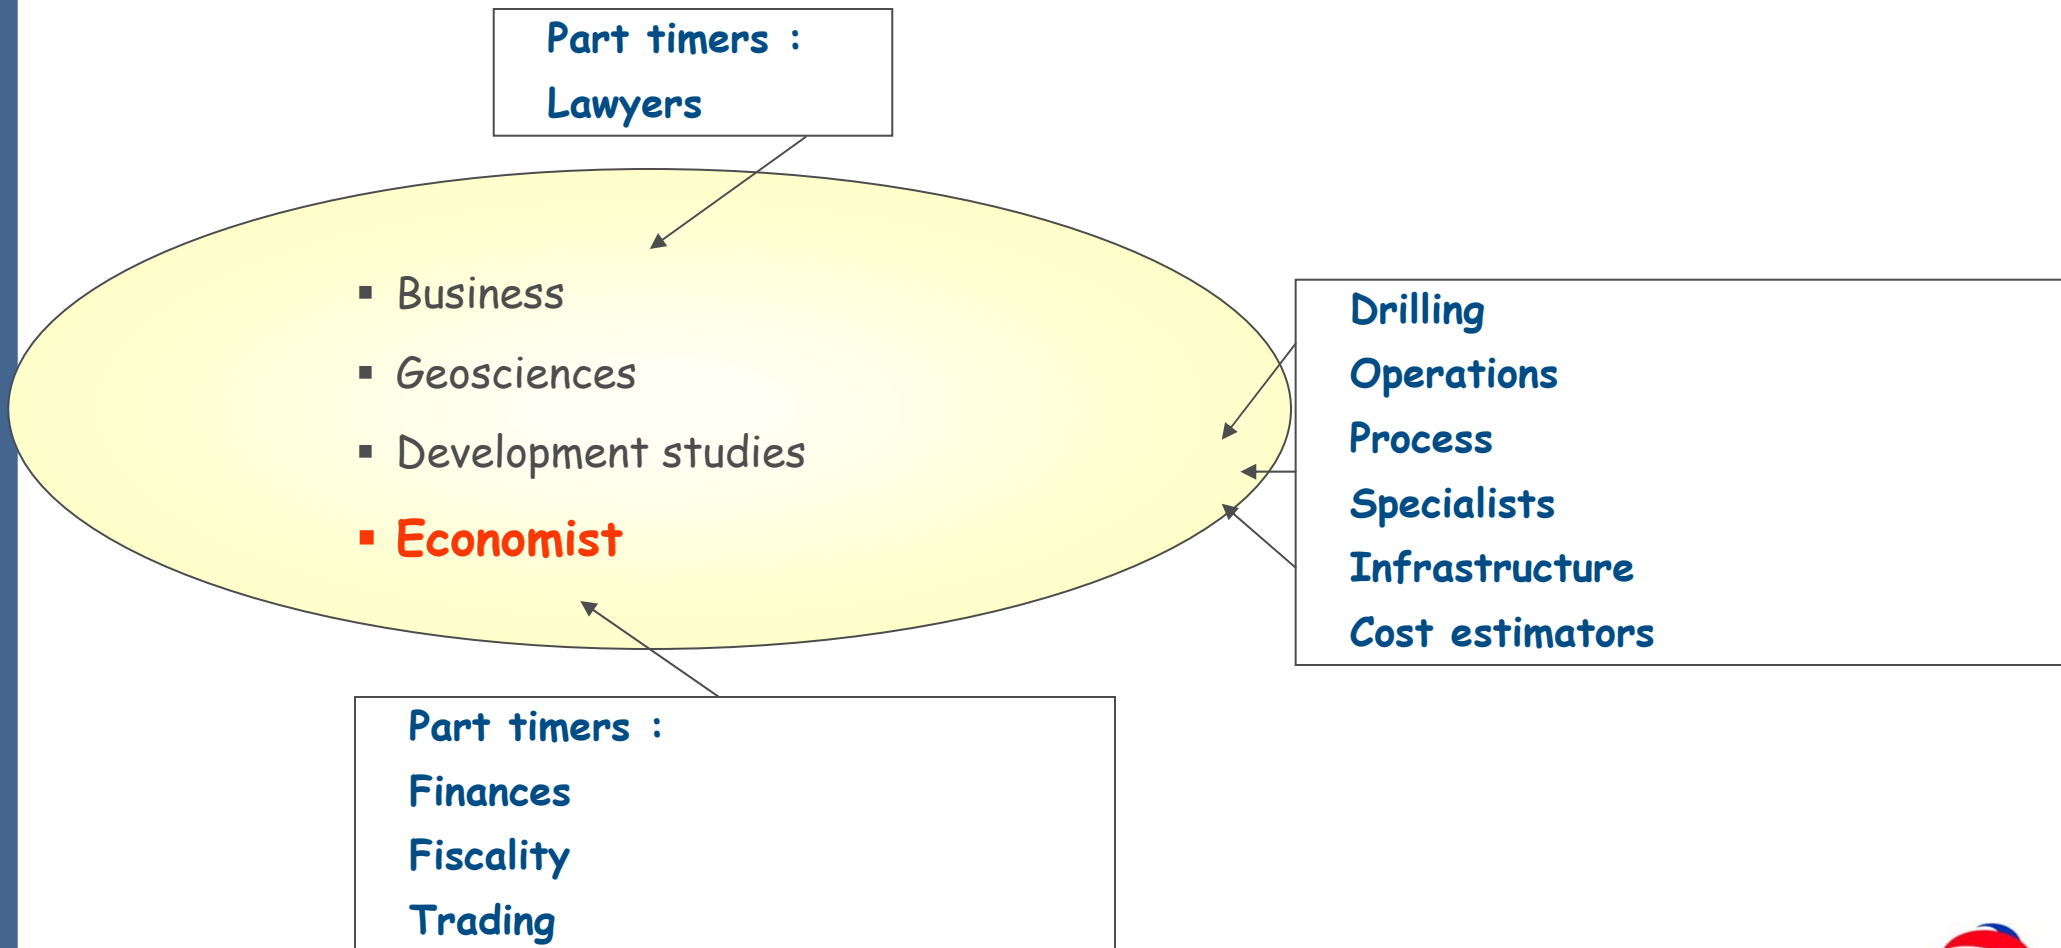 Part timers :
Lawyers
▪ Business
▪ Geosciences
▪ Development studies
▪ Economist
Drilling
Operations
Process
Specialists
Infrastructure
Cost estimators
Part timers :
Finances
Fiscality
Trading